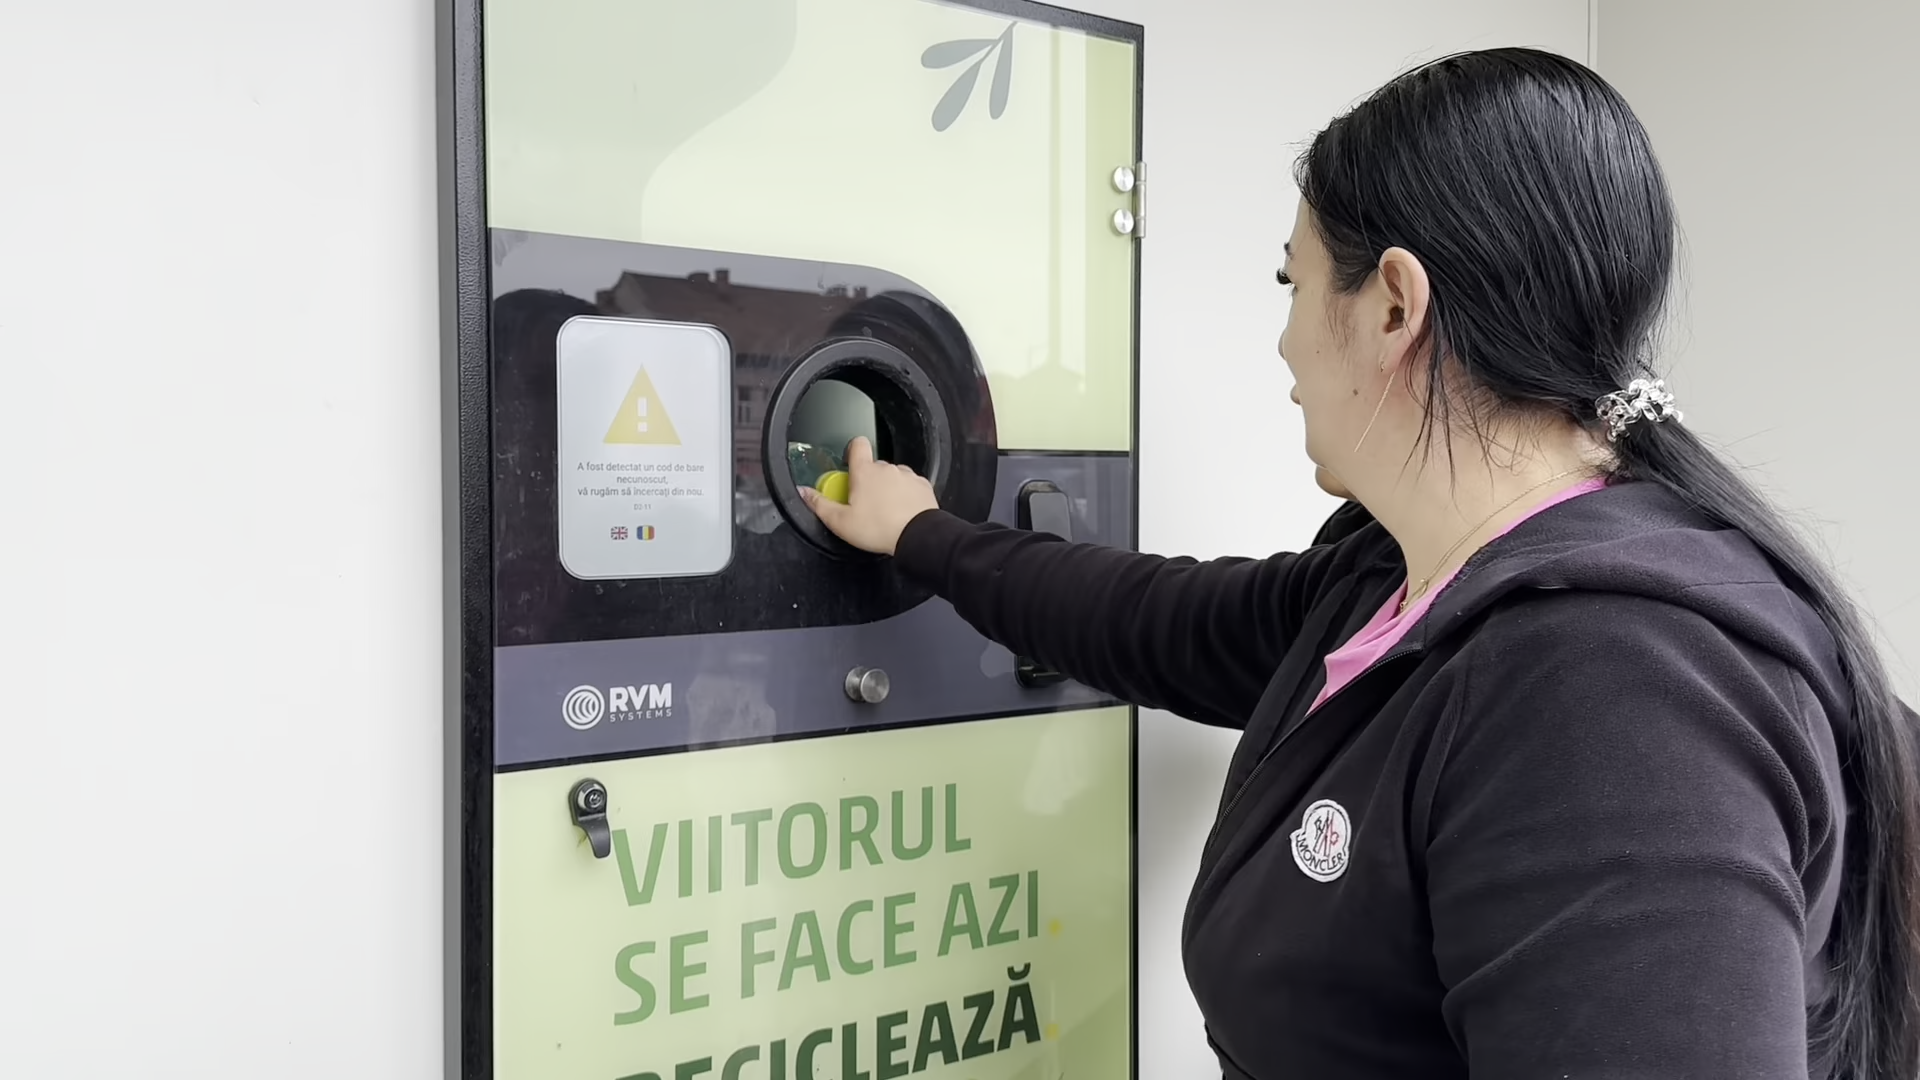 A fost detectat un cod de bare
necunoscut,
vă rugăm să încercați din nou.
RVM
SYSTEMS
VIITORUL
SE FACE AZI.
RECICLEAZĂ.
MONCLER